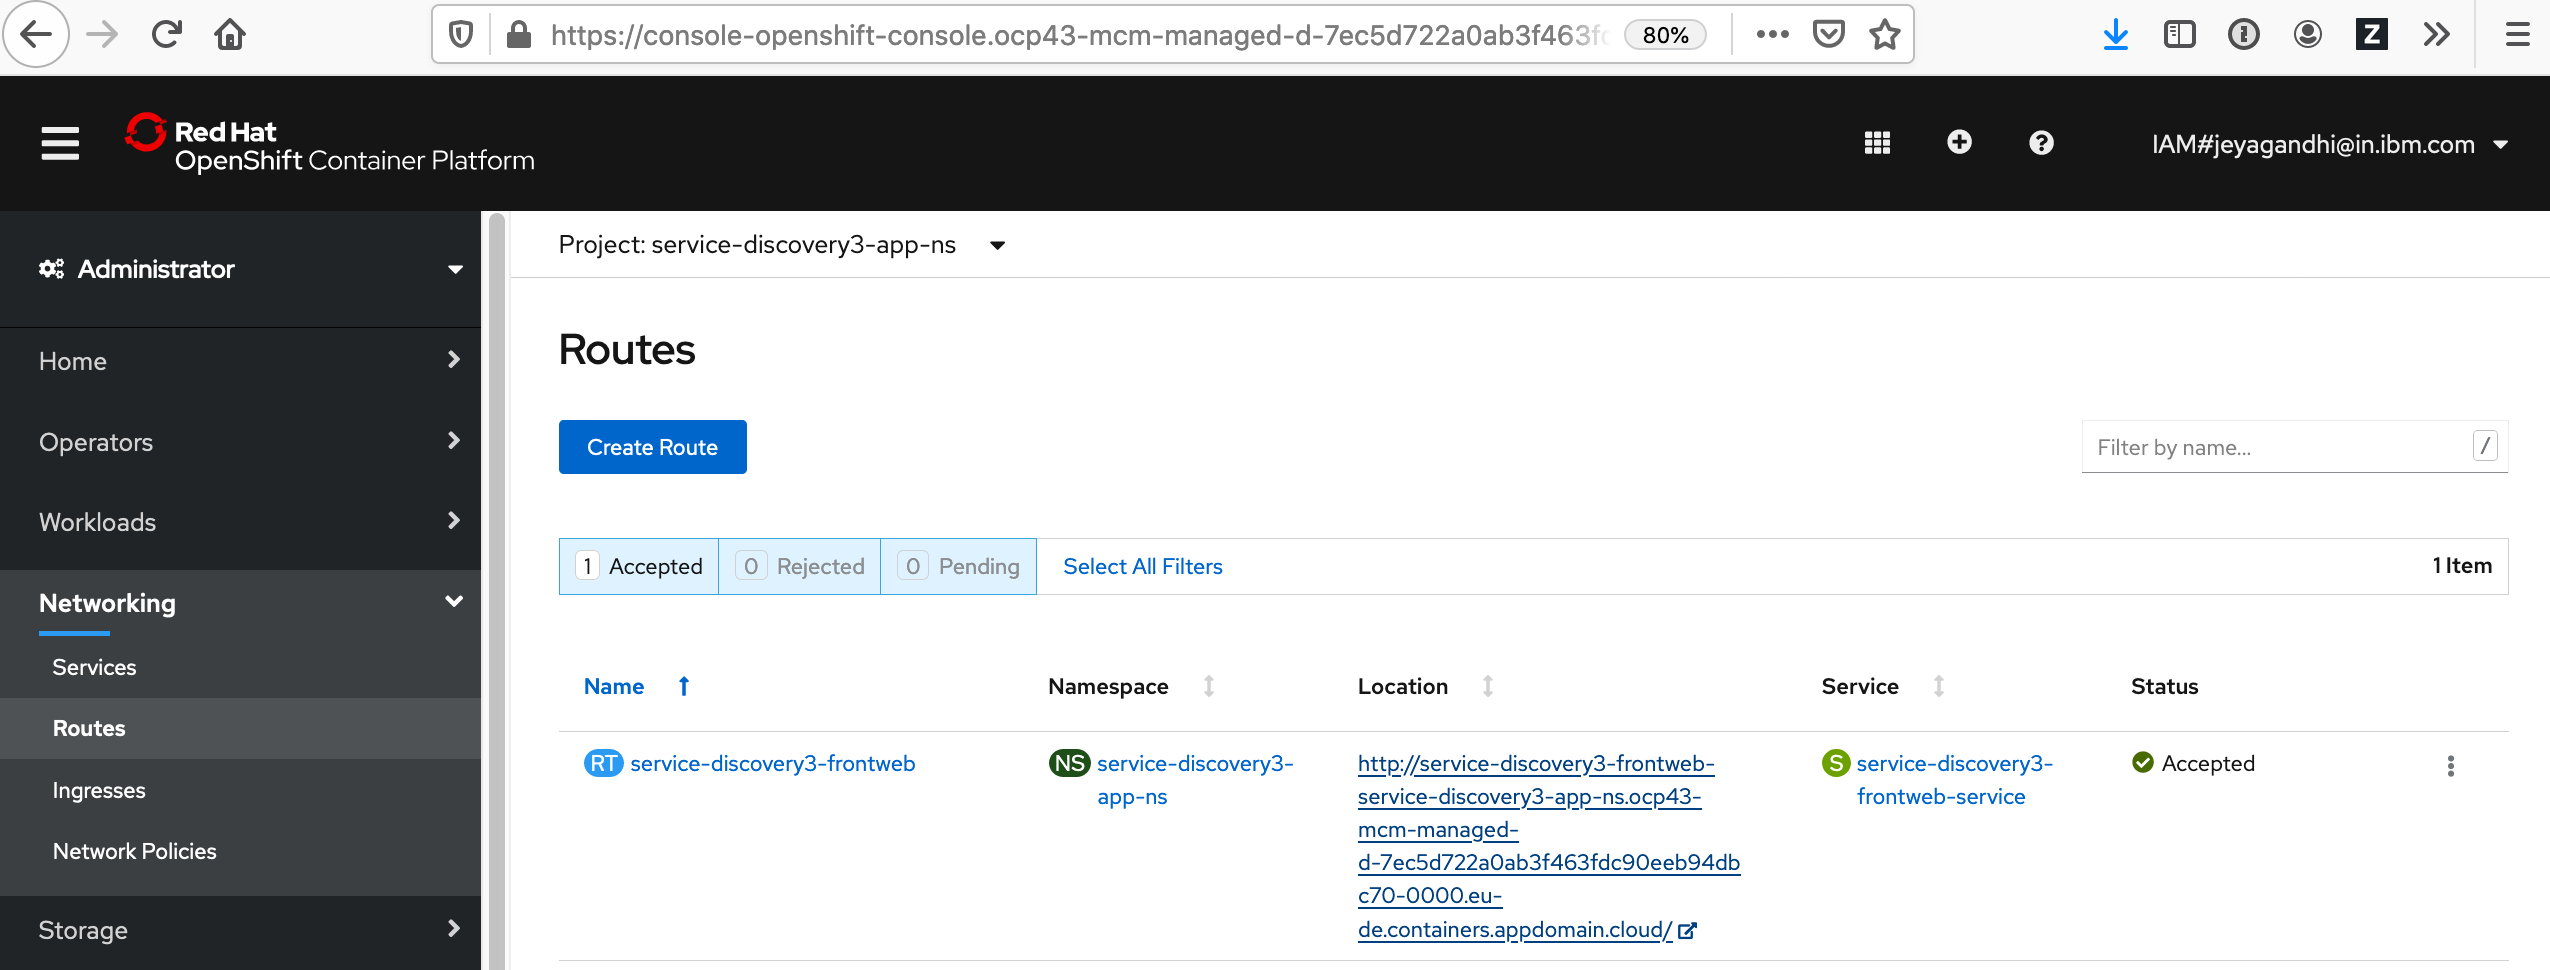 https://console-openshift-console.ocp43-mcm-managed-d-7ec5d722a0ab3f463fd
80%
Z
Red Hat
OpenShift Container Platform
IAM#jeyagandhi@in.ibm.com
Administrator
Project: service-discovery3-app-ns
Home
Operators
Workloads
Networking
Services
Routes
Ingresses
Network Policies
Storage
Routes
Create Route
Filter by name...
/
1 Accepted
0 Rejected
0 Pending
Select All Filters
1 Item
Name
Namespace
Location
Service
Status
RT service-discovery3-frontweb
NS service-discovery3-
app-ns
http://service-discovery3-frontweb-
service-discovery3-app-ns.ocp43-
mcm-managed-
d-7ec5d722a0ab3f463fdc90eeb94db
c70-0000.eu-
de.containers.appdomain.cloud/
S service-discovery3-
frontweb-service
Accepted